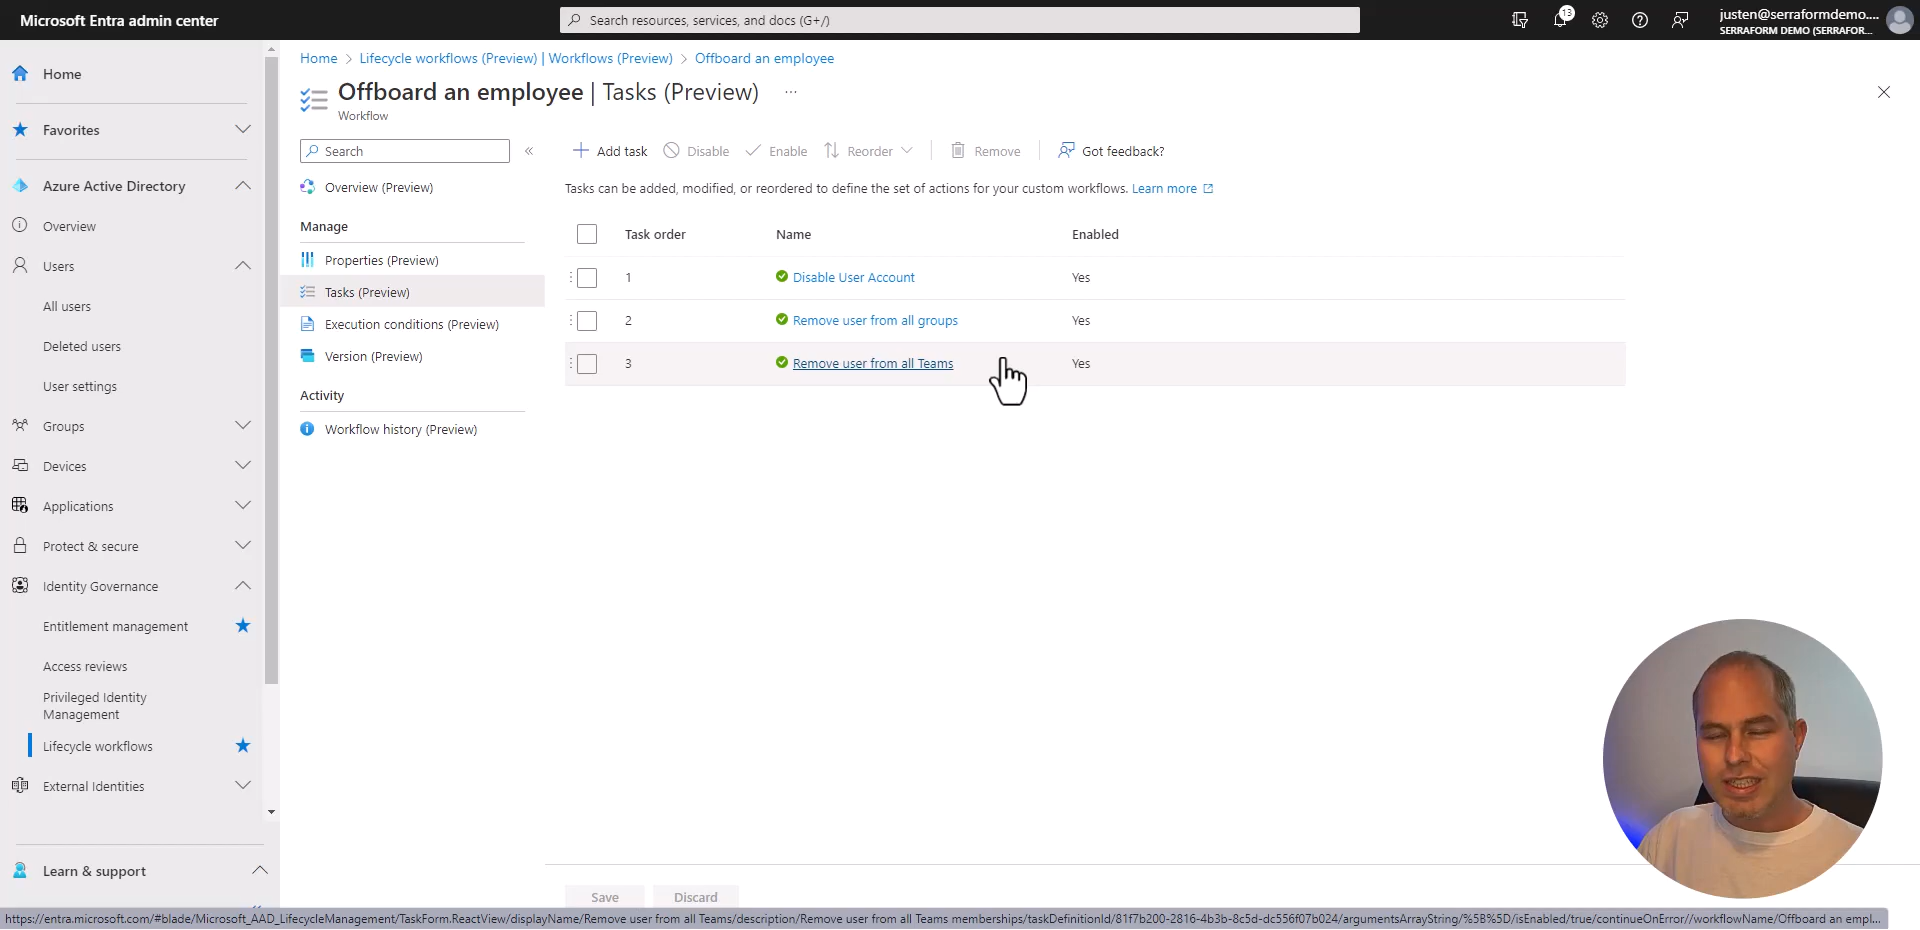 Microsoft Entra admin center
Search resources, services, and docs (G+/)
13
justen@serraformdemo....
SERRAFORM DEMO (SERRAFOR...
Home
Favorites
Azure Active Directory
Overview
Users
All users
Deleted users
User settings
Groups
Devices
Applications
Protect & secure
Identity Governance
Entitlement management
Access reviews
Privileged Identity
Management
Lifecycle workflows
External Identities
Learn & support
Home > Lifecycle workflows (Preview) | Workflows (Preview) > Offboard an employee
Offboard an employee | Tasks (Preview) ...
Workflow
Search
«
Overview (Preview)
Manage
Properties (Preview)
Tasks (Preview)
Execution conditions (Preview)
Version (Preview)
Activity
Workflow history (Preview)
Add task Disable Enable Reorder Remove Got feedback?
Tasks can be added, modified, or reordered to define the set of actions for your custom workflows. Learn more
Task order Name Enabled
1 Disable User Account Yes
2 Remove user from all groups Yes
3 Remove user from all Teams Yes
Save Discard
https://entra.microsoft.com/#blade/Microsoft_AAD_LifecycleManagement/TaskForm.ReactView/displayName/Remove user from all Teams/description/Remove user from all Teams memberships/taskDefinitionId/81f7b200-2816-4b3b-8c5d-dc556f07b024/argumentsArrayString/%5B%5D/isEnabled/true/continueOnError//workflowName/Offboard an empl...